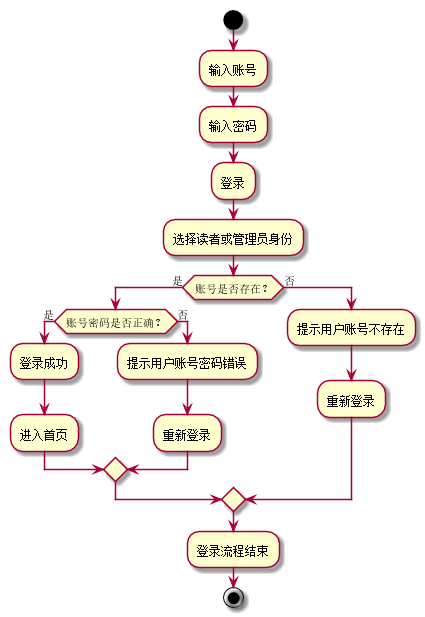 输入账号
输入密码
登录
选择读者或管理员身份
是
账号是否存在？
否
是
账号密码是否正确？
否
提示用户账号不存在
登录成功
提示用户账号密码错误
重新登录
进入首页
重新登录
登录流程结束